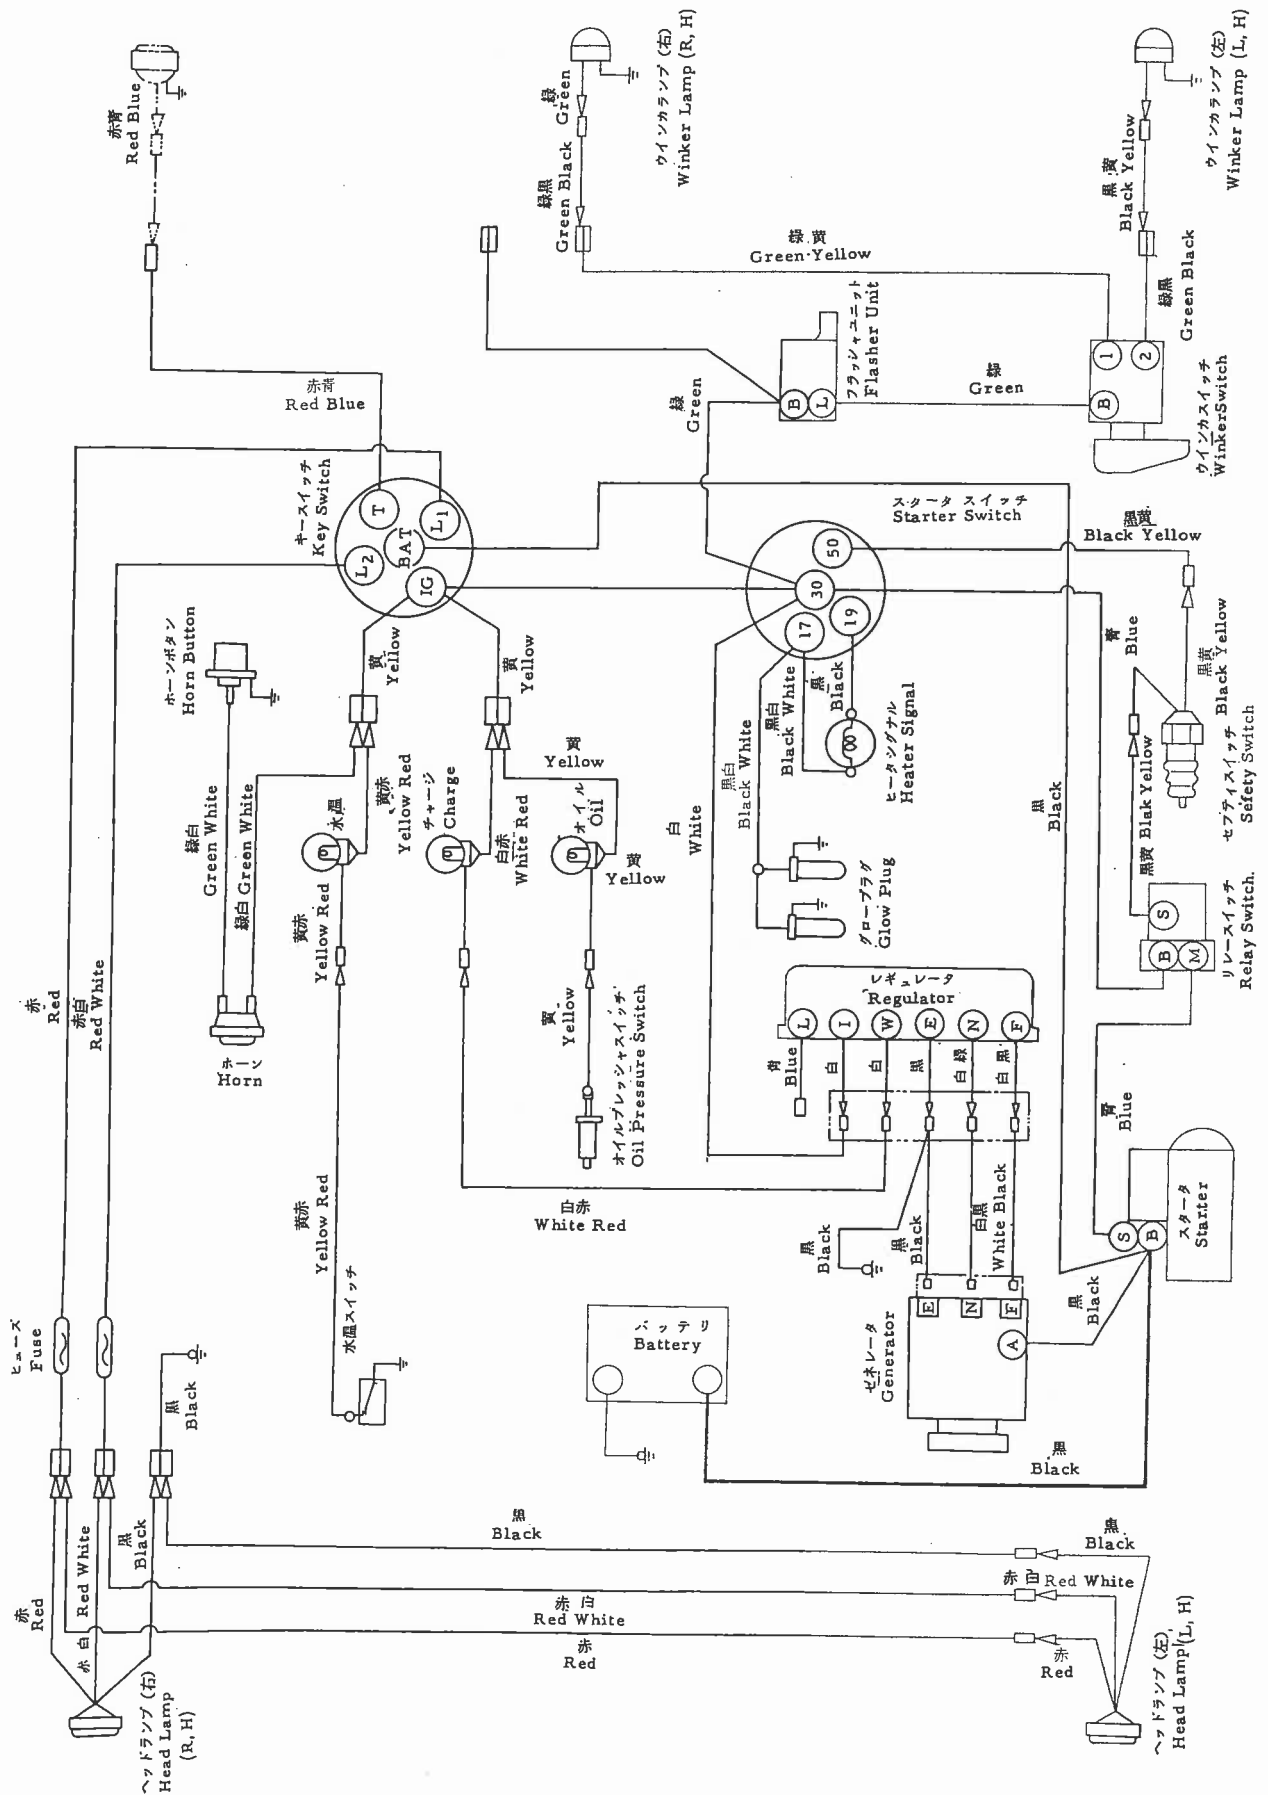 赤青
Red Blue
緑
Green
ウインカランプ (右)
Winker Lamp (R, H)
緑黒
Green Black
黒.黄
Black Yellow
ウインカランプ (左)
Winker Lamp (L, H)
緑.黄
Green·Yellow
緑黒
Green Black
フラッシャユニット
Flasher Unit
B
L
緑
Green
1
2
B
ウインカスイッチ
WinkerSwitch
緑
Green
赤青
Red Blue
キースイッチ
Key Switch
T
L1
BAT
L2
IG
スタータ スイッチ
Starter Switch
50
30
19
17
黒黄
Black Yellow
ホーンボタン
Horn Button
黄
Yellow
黄
Yellow
黒白
Black White
黒
Black
ヒータシグナル
Heater Signal
青
Blue
黒黄
Black Yellow
セフティスイッチ
Sefety Switch
黒黄 Blak Yellow
緑白
Green White
緑白 Green White
水温
黄赤
Yellow Red
チャージ
Charge
白赤
White Red
黄
Yellow
オイル
Oil
黄
Yellow
白
White
黒白
Black White
黒
Black
グロープラグ
Glow Plug
S
B
M
リレースイッチ
Relay Switch.
赤
Red
赤白
Red White
ホーン
Horn
黄赤
Yellow Red
黄
Yellow
オイルプレッシャスイッチ
Oil Pressure Switch
レギュレータ
Regulator
L
I
W
E
N
F
青
Blue
白
白
黒
白緑
白黒
青
Blue
黄赤
Yellow Red
白赤
White Red
黒
Black
黒
Black
白黒
White Black
S
B
スタータ
Starter
ヒューズ
Fuse
水温スイッチ
バッテリ
Battery
E
N
F
A
ゼネレータ
Generator
黒
Black
黒
Black
黒
Black
赤
Red
赤白
Red White
黒
Black
黒
Black
赤白
Red White
赤
Red
黒
Black
赤白 Red White
赤
Red
ヘッドランプ (右)
Head Lamp
(R, H)
ヘッドランプ (左)
Head Lamp (L, H)